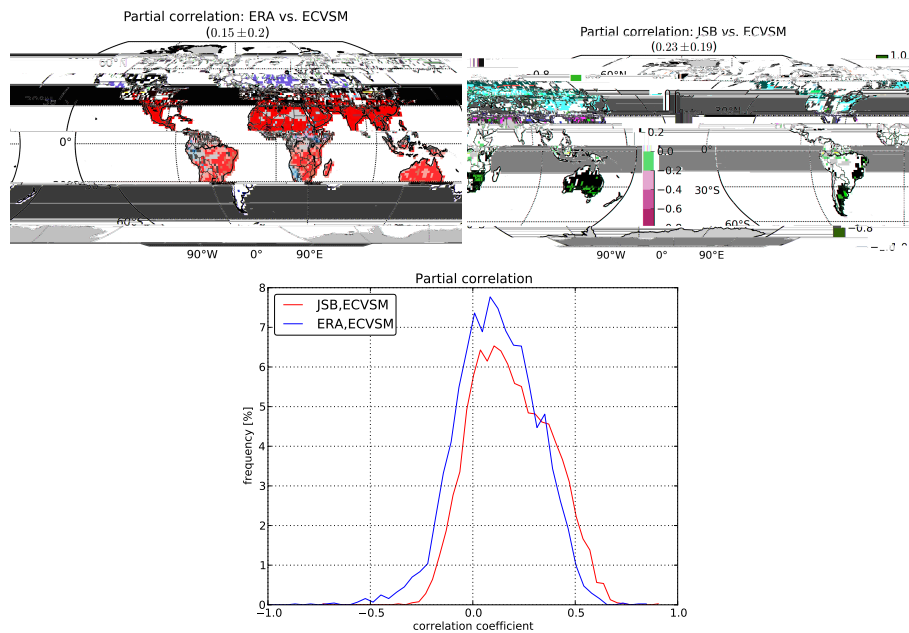 Partial correlation: ERA vs. ECVSM
(0.15±0.2)
0°
60°S
90°W 0° 90°E
Partial correlation: JSB vs. ECVSM
(0.23±0.19)
1.0
−0.8
60°N
30°N
0.2
0.0
0°
−0.2
−0.4
30°S
−0.6
60°S
−0.8
90°W 0° 90°E
Partial correlation
JSB,ECVSM
ERA,ECVSM
8
7
6
5
4
3
2
1
0
frequency [%]
−1.0 −0.5 0.0 0.5 1.0
correlation coefficient